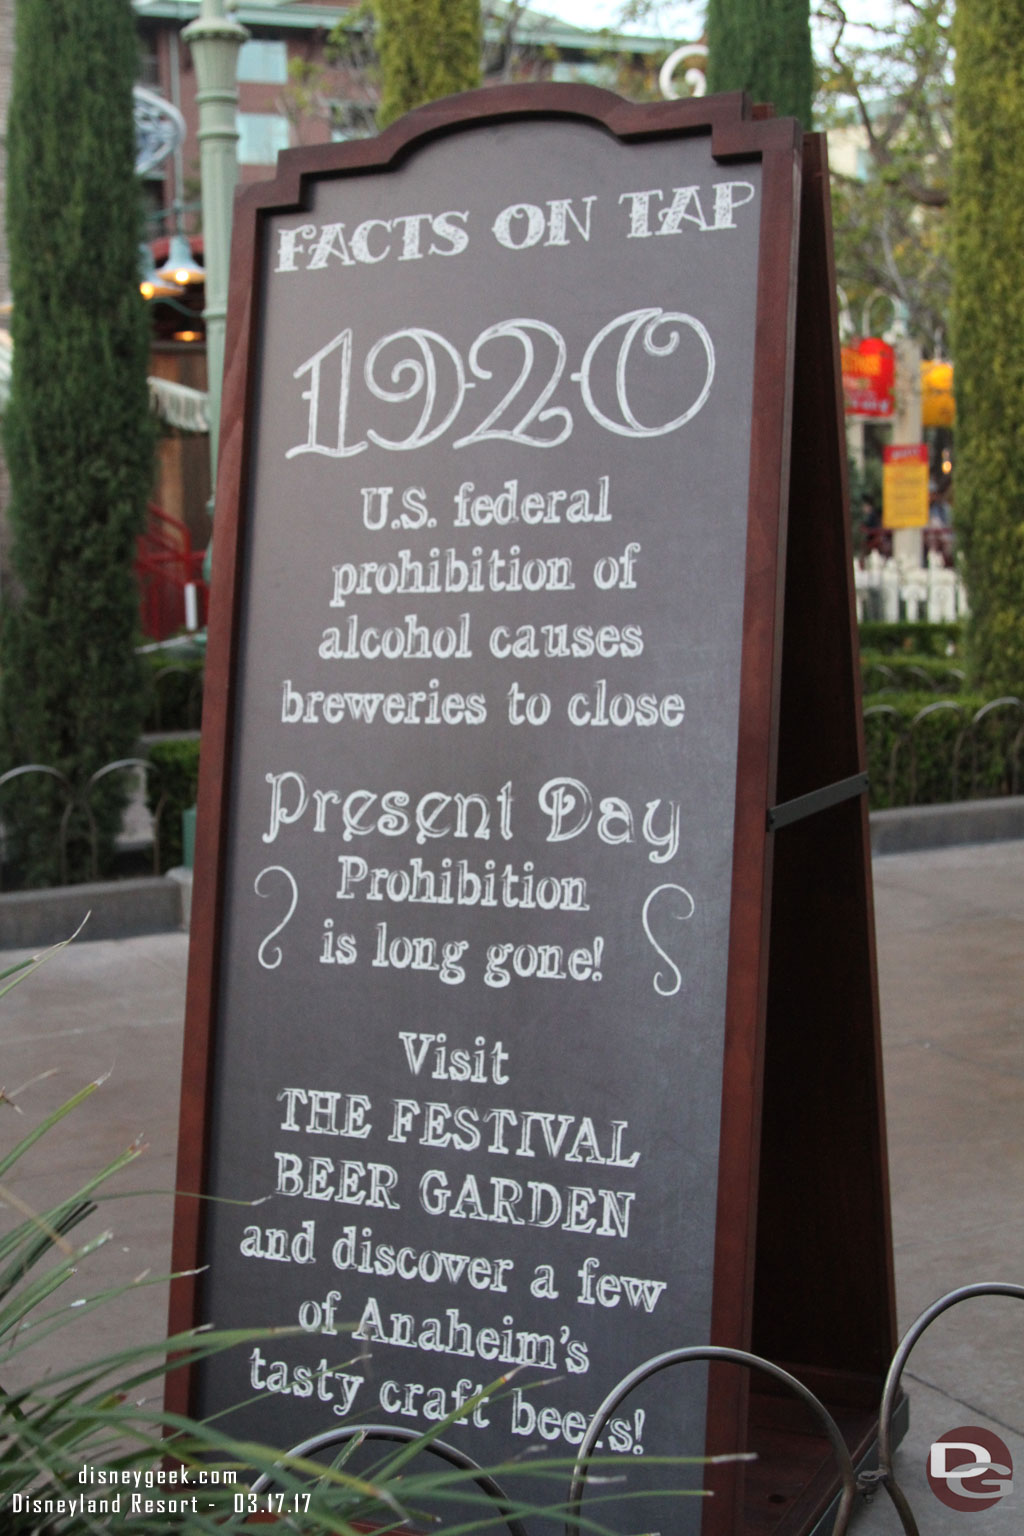 FACTS ON TAP
1920
U.S. federal
prohibition of
alcohol causes
breweries to close
Present Day
Prohibition
is long gone!
Visit
THE FESTIVAL
BEER GARDEN
and discover a few
of Anaheim's
tasty craft beers!
disneygeek.com
Disneyland Resort - 03.17.17
DG